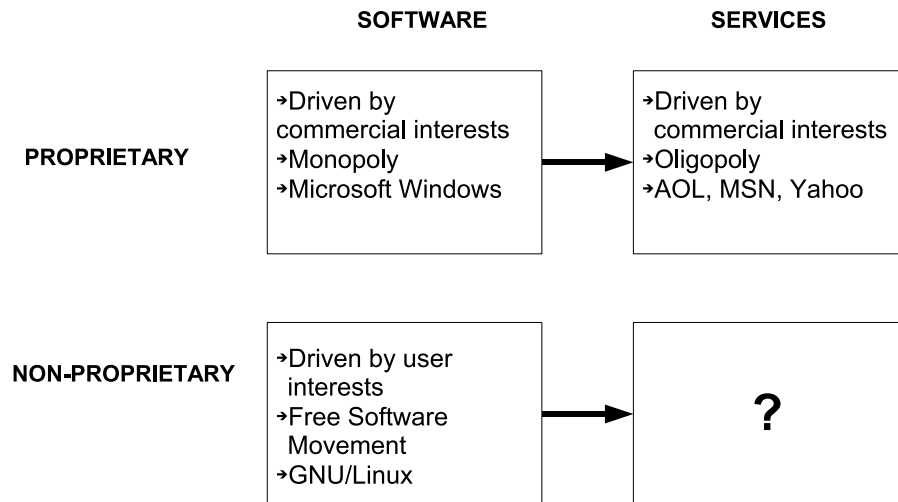 SOFTWARE
SERVICES
PROPRIETARY
➔Driven by
commercial interests
➔Monopoly
➔Microsoft Windows
➔Driven by
commercial interests
➔Oligopoly
➔AOL, MSN, Yahoo
NON-PROPRIETARY
➔Driven by user
interests
➔Free Software
Movement
➔GNU/Linux
?